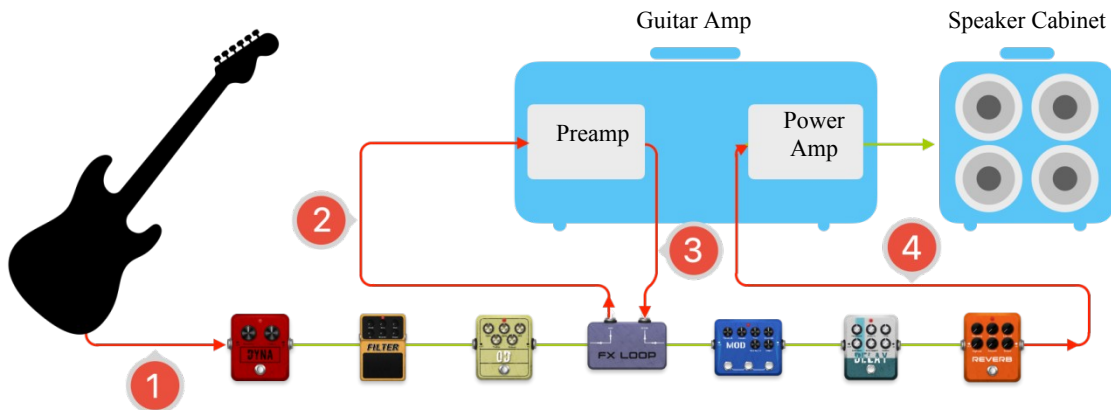 Guitar Amp
Speaker Cabinet
Preamp
Power
Amp
2
3
4
1
DYNA
FILTER
OD
FX LOOP
MOD
DELAY
REVERB